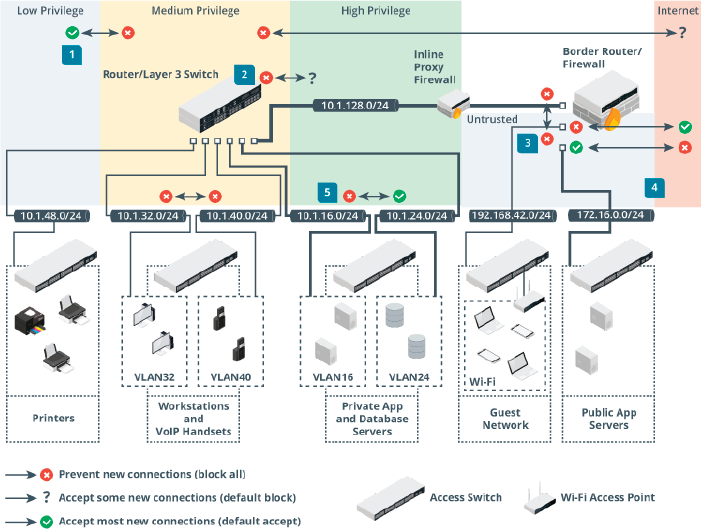 Low Privilege
Medium Privilege
High Privilege
Internet
1
?
Router/Layer 3 Switch
2
?
Inline
Proxy
Firewall
Border Router/
Firewall
10.1.128.0/24
Untrusted
3
4
5
10.1.48.0/24
10.1.32.0/24
10.1.40.0/24
10.1.16.0/24
10.1.24.0/24
192.168.42.0/24
172.16.0.0/24
VLAN32
VLAN40
VLAN16
VLAN24
Wi-Fi
Printers
Workstations
and
VoIP Handsets
Private App
and Database
Servers
Guest
Network
Public App
Servers
Prevent new connections (block all)
? Accept some new connections (default block)
Accept most new connections (default accept)
Access Switch
Wi-Fi Access Point